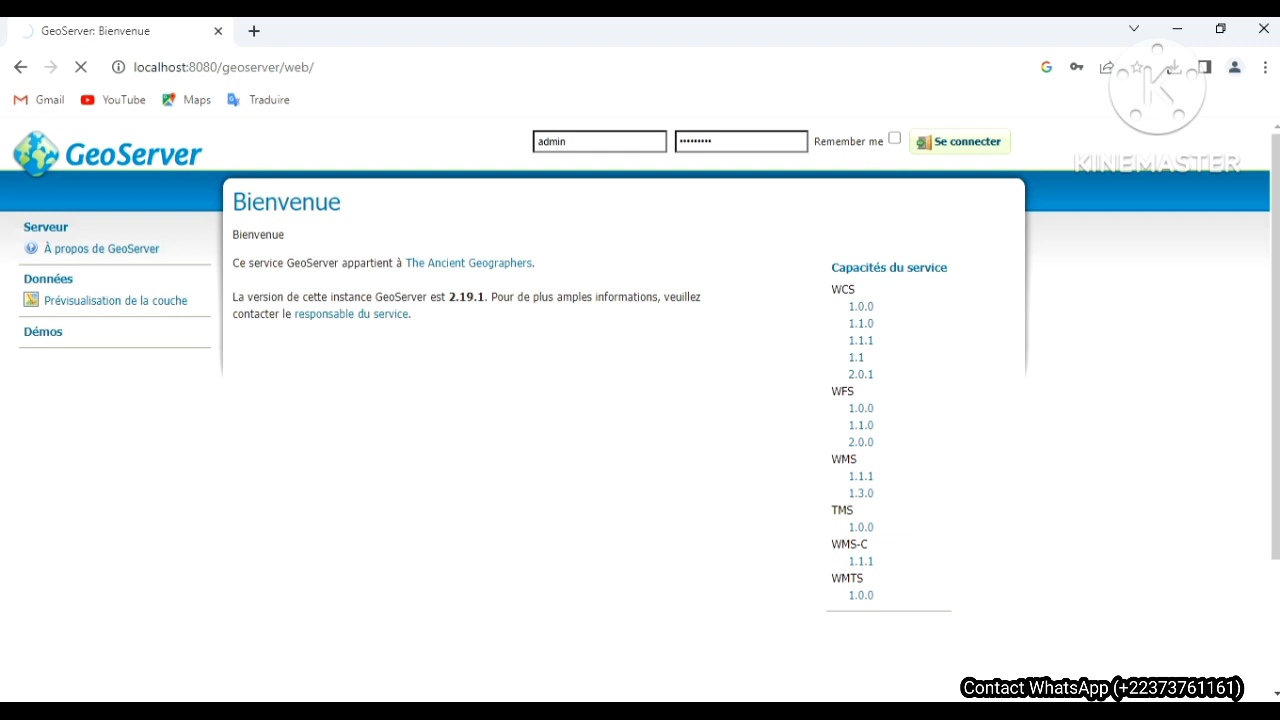 GeoServer: Bienvenue
localhost:8080/geoserver/web/
Gmail YouTube Maps Traduire
K
KINEMASTER
GeoServer
admin ••••••••• Remember me Se connecter
Serveur
À propos de GeoServer
Données
Prévisualisation de la couche
Démos
Bienvenue
Bienvenue
Ce service GeoServer appartient à The Ancient Geographers.
La version de cette instance GeoServer est 2.19.1. Pour de plus amples informations, veuillez
contacter le responsable du service.
Capacités du service
WCS
1.0.0
1.1.0
1.1.1
1.1
2.0.1
WFS
1.0.0
1.1.0
2.0.0
WMS
1.1.1
1.3.0
TMS
1.0.0
WMS-C
1.1.1
WMTS
1.0.0
Contact WhatsApp (+22373761161)